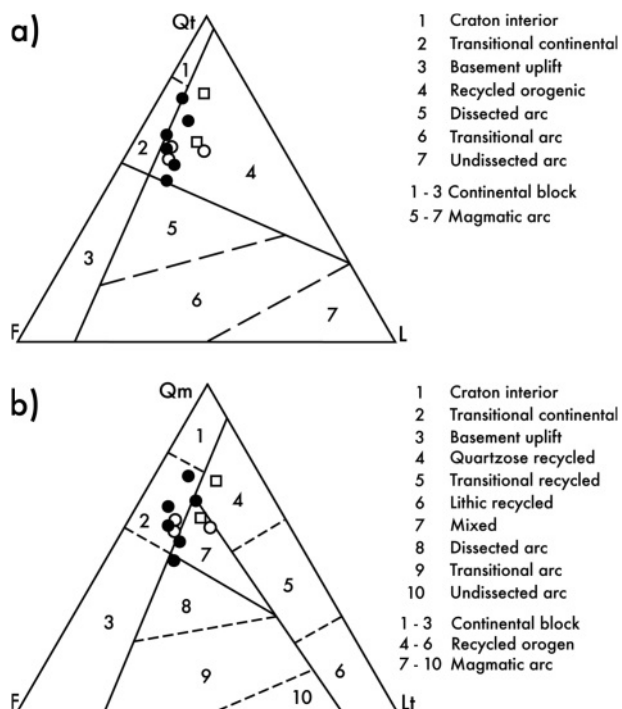 a)
Qt
F
L
1
2
3
4
5
6
7
1 Craton interior
2 Transitional continental
3 Basement uplift
4 Recycled orogenic
5 Dissected arc
6 Transitional arc
7 Undissected arc
1 - 3 Continental block
5 - 7 Magmatic arc
b)
Qm
F
Lt
1
2
3
4
5
6
7
8
9
10
1 Craton interior
2 Transitional continental
3 Basement uplift
4 Quartzose recycled
5 Transitional recycled
6 Lithic recycled
7 Mixed
8 Dissected arc
9 Transitional arc
10 Undissected arc
1 - 3 Continental block
4 - 6 Recycled orogen
7 - 10 Magmatic arc